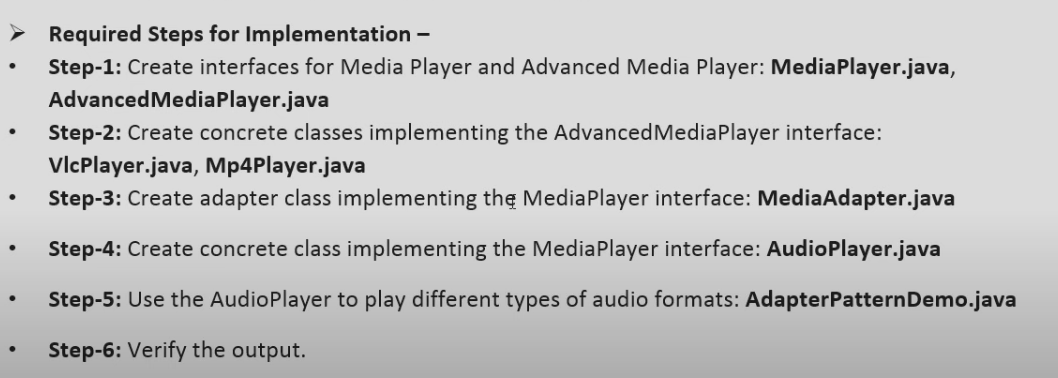 ➢ Required Steps for Implementation –
• Step-1: Create interfaces for Media Player and Advanced Media Player: MediaPlayer.java,
AdvancedMediaPlayer.java
• Step-2: Create concrete classes implementing the AdvancedMediaPlayer interface:
VlcPlayer.java, Mp4Player.java
• Step-3: Create adapter class implementing the MediaPlayer interface: MediaAdapter.java
• Step-4: Create concrete class implementing the MediaPlayer interface: AudioPlayer.java
• Step-5: Use the AudioPlayer to play different types of audio formats: AdapterPatternDemo.java
• Step-6: Verify the output.